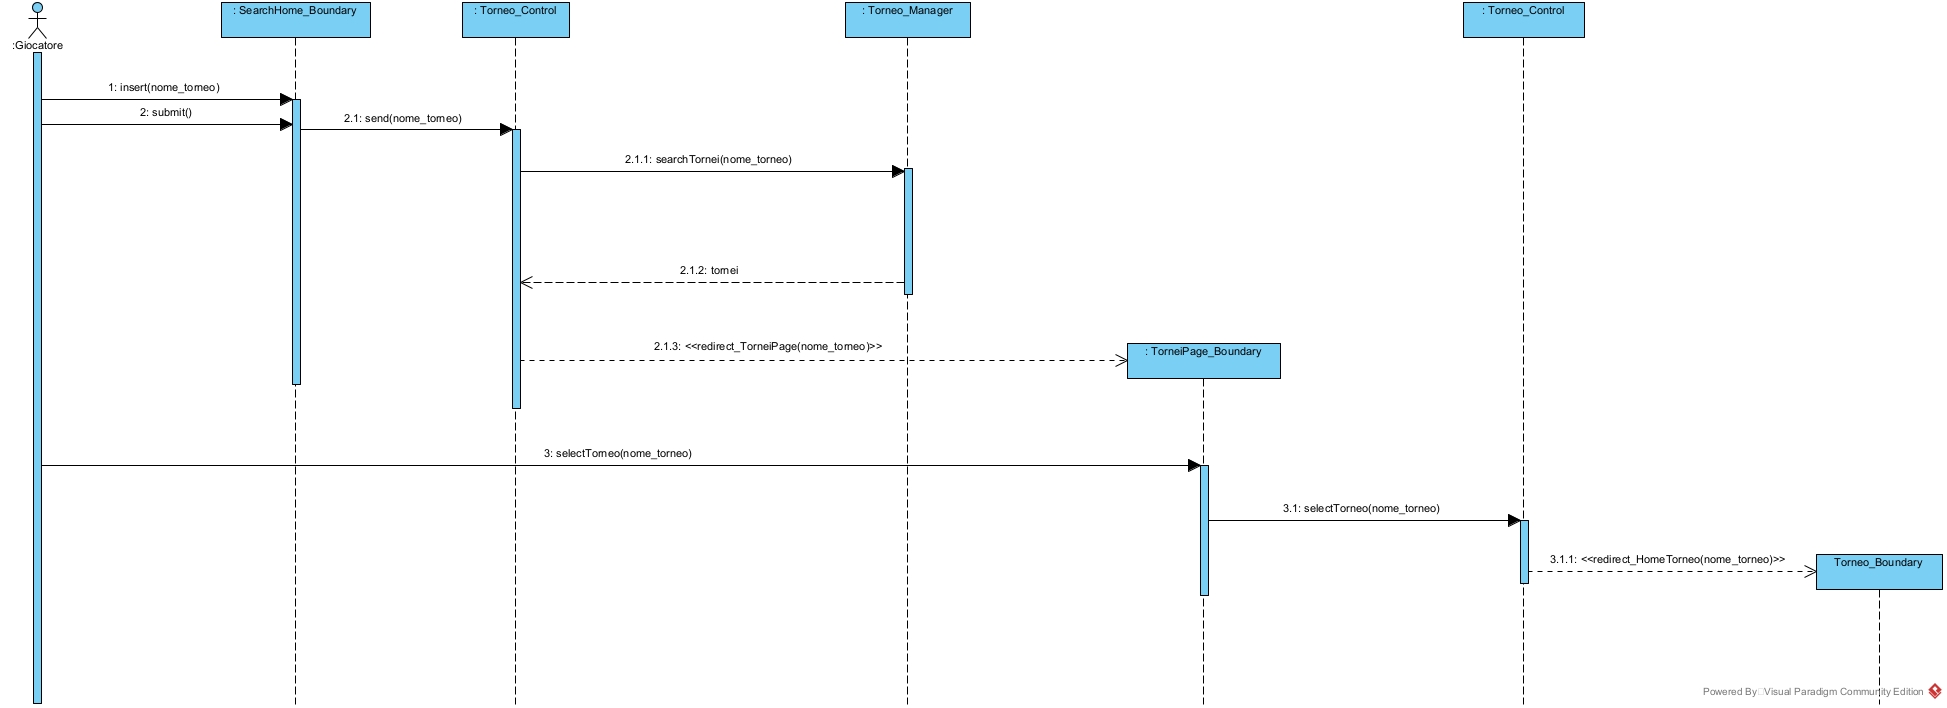 : SearchHome_Boundary
: Torneo_Control
: Torneo_Manager
: Torneo_Control
:Giocatore
1: insert(nome_torneo)
2: submit()
2.1: send(nome_torneo)
2.1.1: searchTornei(nome_torneo)
2.1.2: tornei
2.1.3: <<redirect_TorneiPage(nome_torneo)>>
: TorneiPage_Boundary
3: selectTorneo(nome_torneo)
3.1: selectTorneo(nome_torneo)
3.1.1: <<redirect_HomeTorneo(nome_torneo)>>
Torneo_Boundary
Powered By Visual Paradigm Community Edition